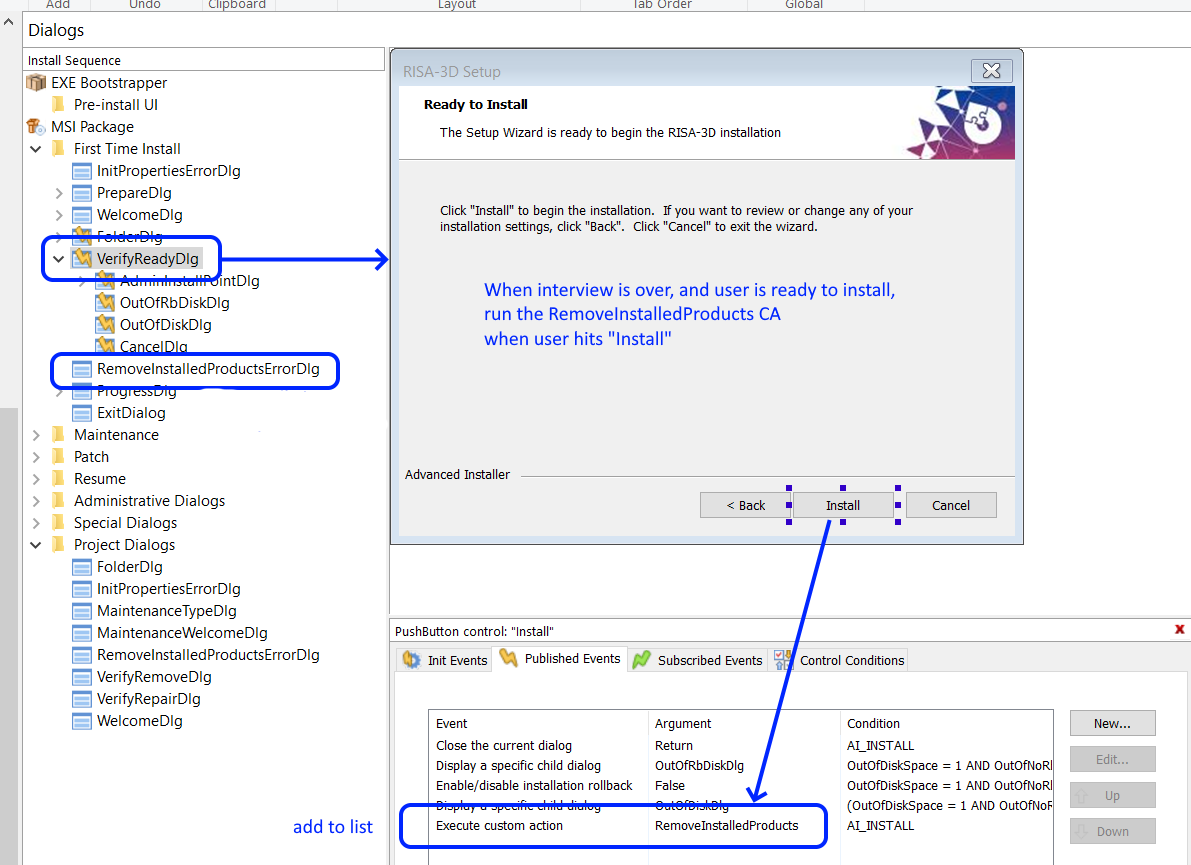 Add Undo Clipboard Layout Tab Order Global
Dialogs
Install Sequence
EXE Bootstrapper
Pre-install UI
MSI Package
First Time Install
InitPropertiesErrorDlg
PrepareDlg
WelcomeDlg
FolderDlg
VerifyReadyDlg
AdminInstallPointDlg
OutOfRbDiskDlg
OutOfDiskDlg
CancelDlg
RemoveInstalledProductsErrorDlg
ProgressDlg
ExitDialog
Maintenance
Patch
Resume
Administrative Dialogs
Special Dialogs
Project Dialogs
FolderDlg
InitPropertiesErrorDlg
MaintenanceTypeDlg
MaintenanceWelcomeDlg
RemoveInstalledProductsErrorDlg
VerifyRemoveDlg
VerifyRepairDlg
WelcomeDlg
RISA-3D Setup
Ready to Install
The Setup Wizard is ready to begin the RISA-3D installation
Click "Install" to begin the installation.  If you want to review or change any of your
installation settings, click "Back".  Click "Cancel" to exit the wizard.
When interview is over, and user is ready to install,
run the RemoveInstalledProducts CA
when user hits "Install"
Advanced Installer
< Back Install Cancel
PushButton control: "Install"
Init Events Published Events Subscribed Events Control Conditions
Event Argument Condition
Close the current dialog Return AI_INSTALL
Display a specific child dialog OutOfRbDiskDlg OutOfDiskSpace = 1 AND OutOfNoRl
Enable/disable installation rollback False OutOfDiskSpace = 1 AND OutOfNoRl
Display a specific child dialog OutOfDiskDlg (OutOfDiskSpace = 1 AND OutOfNoR
Execute custom action RemoveInstalledProducts AI_INSTALL
New...
Edit...
Up
Down
add to list